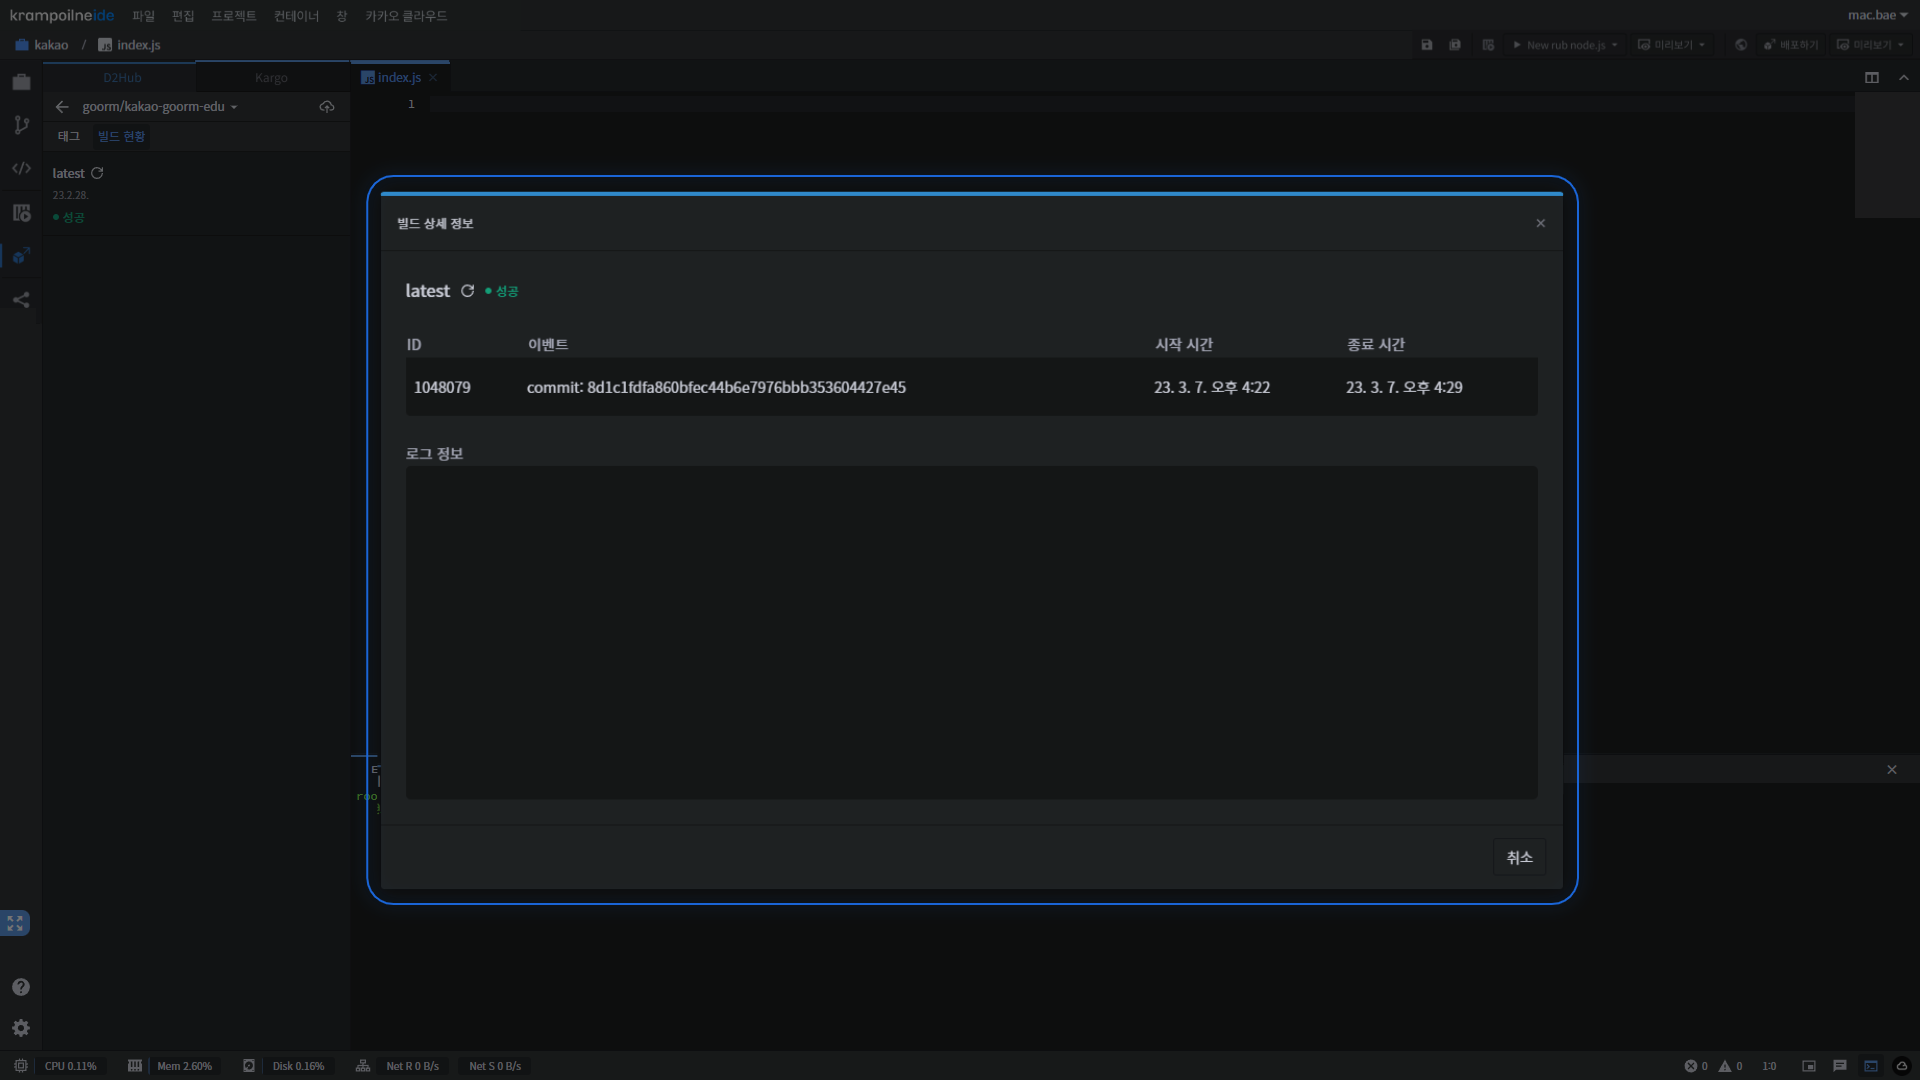 krampoilneide 파일 편집 프로젝트 컨테이너 창 카카오 클라우드 mac.bae
kakao / index.js New rub node.js 미리보기 배포하기 미리보기
D2Hub Kargo index.js
goorm/kakao-goorm-edu
1
태그 빌드 현황
latest
23.2.28.
성공
빌드 상세 정보
latest 성공
ID 이벤트 시작 시간 종료 시간
1048079 commit: 8d1c1fdfa860bfec44b6e7976bbb353604427e45 23. 3. 7. 오후 4:22 23. 3. 7. 오후 4:29
로그 정보
roo
취소
CPU 0.11% Mem 2.60% Disk 0.16% Net R 0 B/s Net S 0 B/s 0 0 1:0